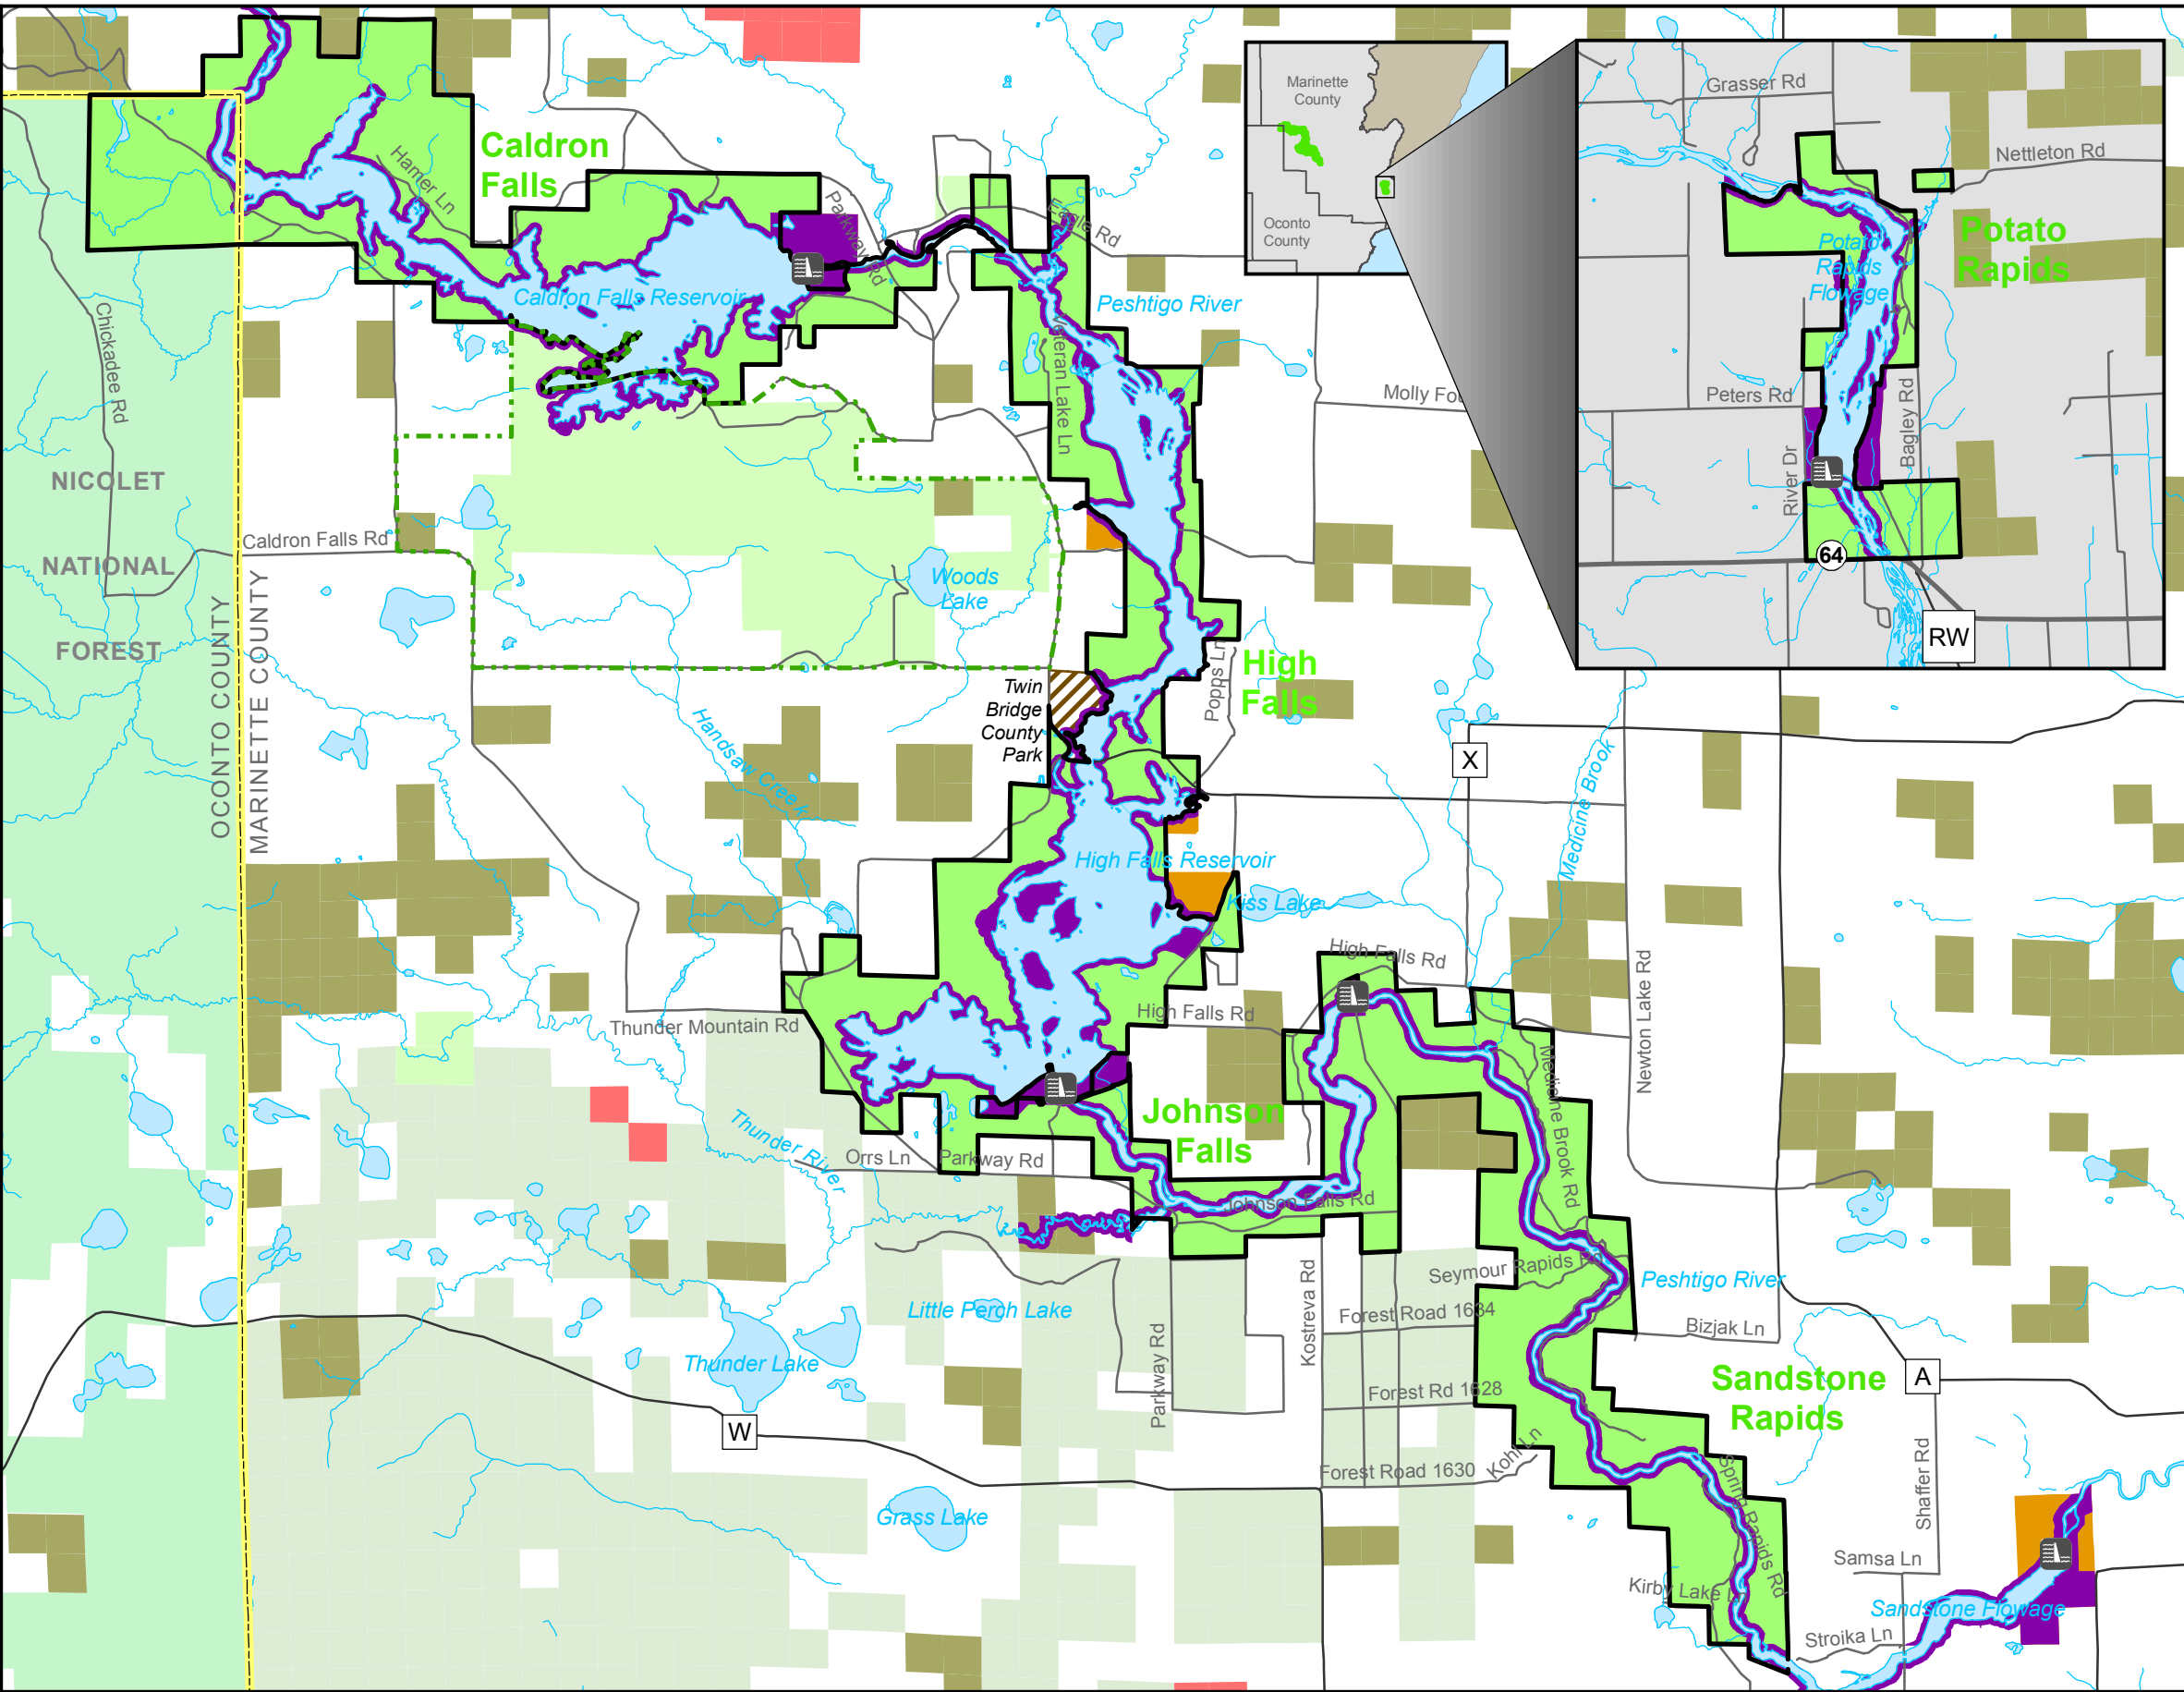 Caldron
Falls
Hamer Ln
Parkway Rd
Eagle Rd
Caldron Falls Reservoir
Peshtigo River
Veteran Lake Ln
Chickadee Rd
Molly
Marinette
County
Oconto
County
Grasser Rd
Nettleton Rd
Potato
Rapids
Potato
Rapids
Flowage
Peters Rd
Bagley Rd
River Dr
64
RW
NICOLET
NATIONAL
FOREST
Caldron Falls Rd
OCONTO COUNTY
MARINETTE COUNTY
Woods
Lake
Twin
Bridge
County
Park
High
Falls
Popps Ln
Handsaw Creek
X
Medicine Brook
High Falls Reservoir
Kiss Lake
High Falls Rd
High Falls Rd
Newton Lake Rd
Thunder Mountain Rd
Medicine Brook Rd
Johnson
Falls
Thunder River
Orrs Ln
Parkway Rd
Johnson Falls Rd
Seymour Rapids Rd
Peshtigo River
Little Perch Lake
Kostreva Rd
Forest Road 1634
Bizjak Ln
Thunder Lake
Parkway Rd
Forest Rd 1628
Sandstone
Rapids
A
W
Forest Road 1630
Kohl Ln
Spring Rapids Rd
Shaffer Rd
Grass Lake
Samsa Ln
Kirby Lake Ln
Sandstone Flowage
Stroika Ln